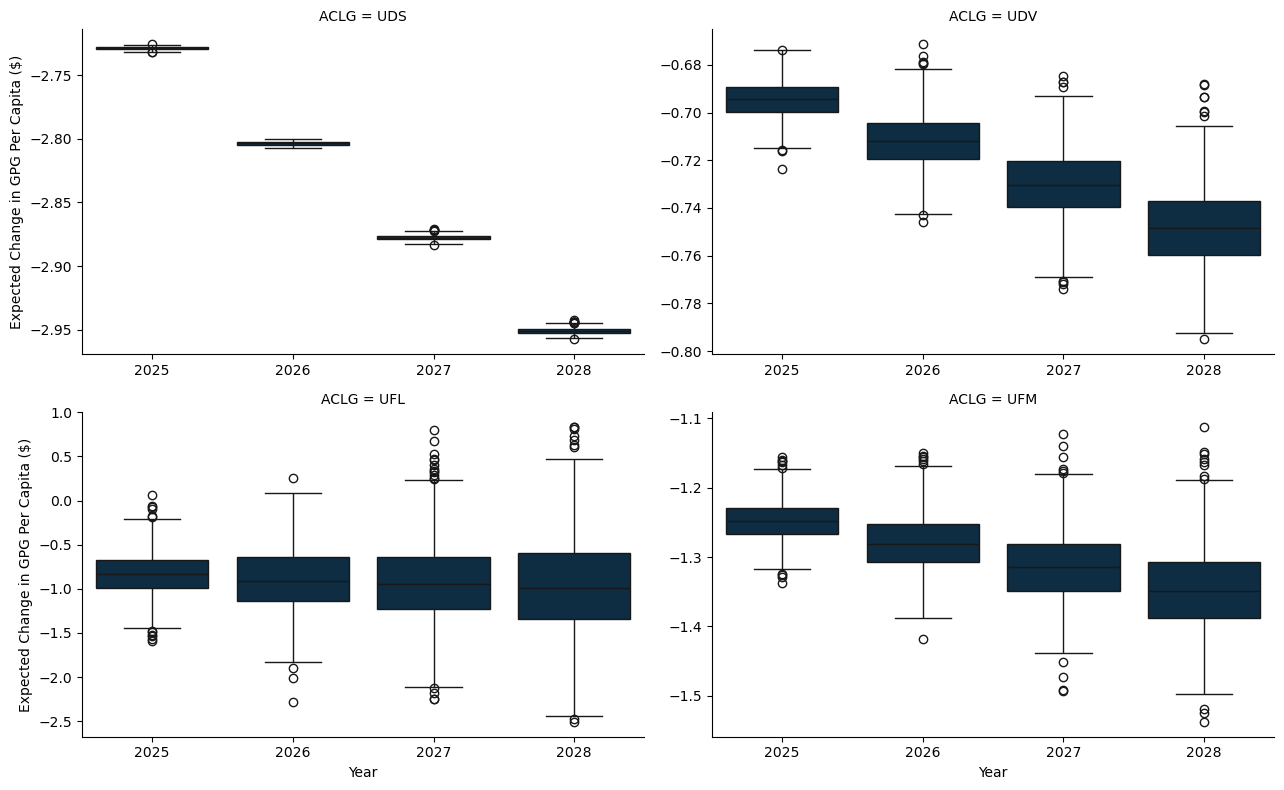 ACLG = UDS
Expected Change in GPG Per Capita ($)
−2.75
−2.80
−2.85
−2.90
−2.95
2025 2026 2027 2028
ACLG = UDV
−0.68
−0.70
−0.72
−0.74
−0.76
−0.78
−0.80
2025 2026 2027 2028
ACLG = UFL
Expected Change in GPG Per Capita ($)
1.0
0.5
0.0
−0.5
−1.0
−1.5
−2.0
−2.5
2025 2026 2027 2028
Year
ACLG = UFM
−1.1
−1.2
−1.3
−1.4
−1.5
2025 2026 2027 2028
Year